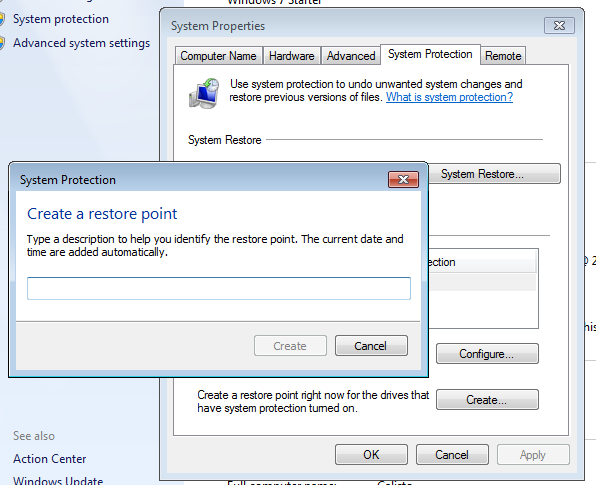 Windows 7 Starter
System protection
Advanced system settings
System Properties
Computer Name
Hardware
Advanced
System Protection
Remote
Use system protection to undo unwanted system changes and
restore previous versions of files. What is system protection?
System Restore
System Restore...
System Protection
Create a restore point
Type a description to help you identify the restore point. The current date and
time are added automatically.
Create
Cancel
Configure...
Create a restore point right now for the drives that
have system protection turned on.
Create...
OK
Cancel
Apply
See also
Action Center
Windows Update
Full computer name: